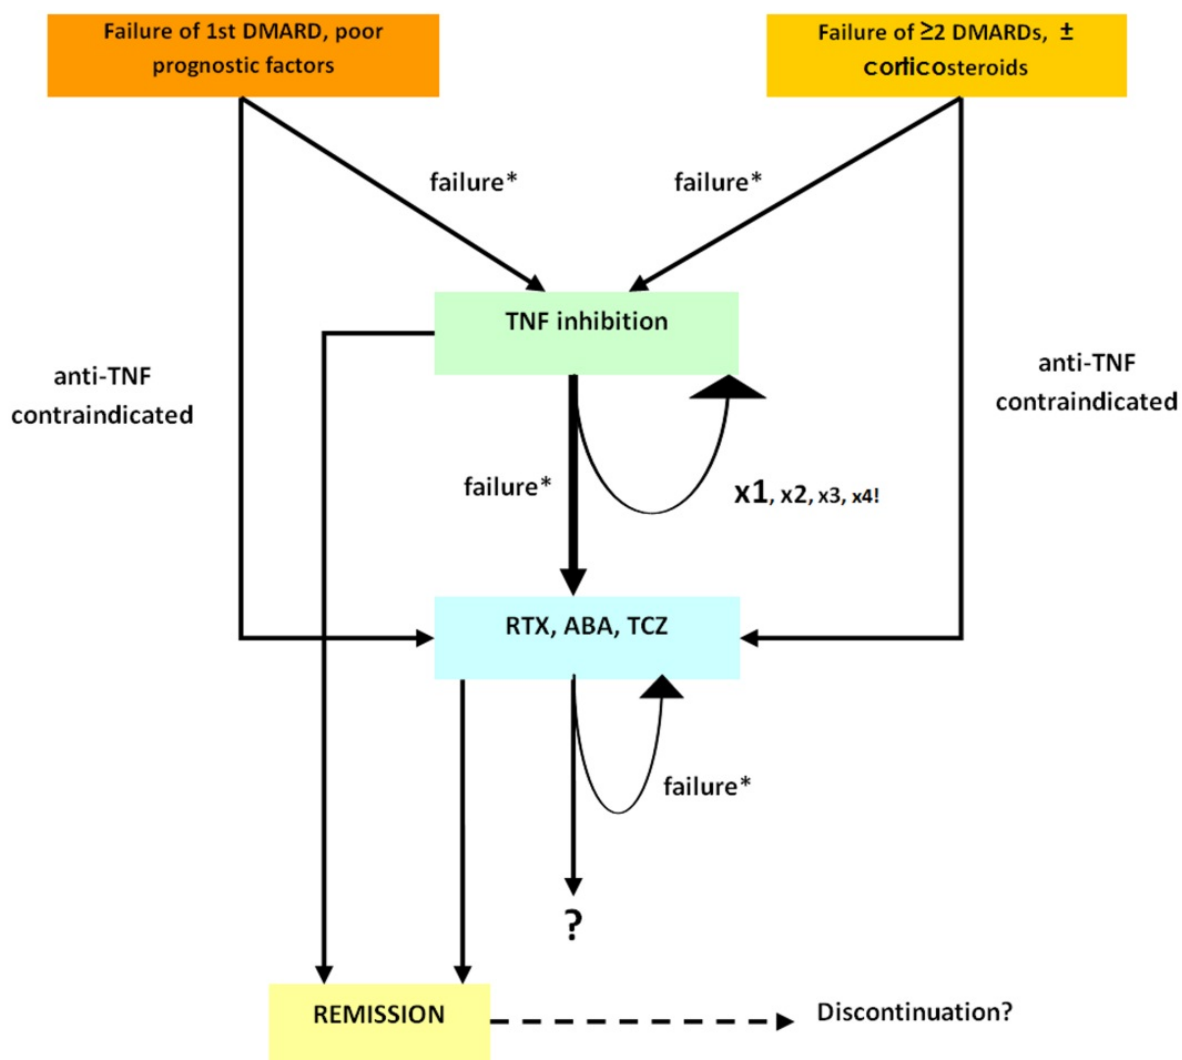 Failure of 1st DMARD, poor
prognostic factors
Failure of ≥2 DMARDs, ±
corticosteroids
failure*
failure*
TNF inhibition
anti-TNF
contraindicated
anti-TNF
contraindicated
failure*
x1, x2, x3, x4!
RTX, ABA, TCZ
failure*
?
REMISSION
Discontinuation?